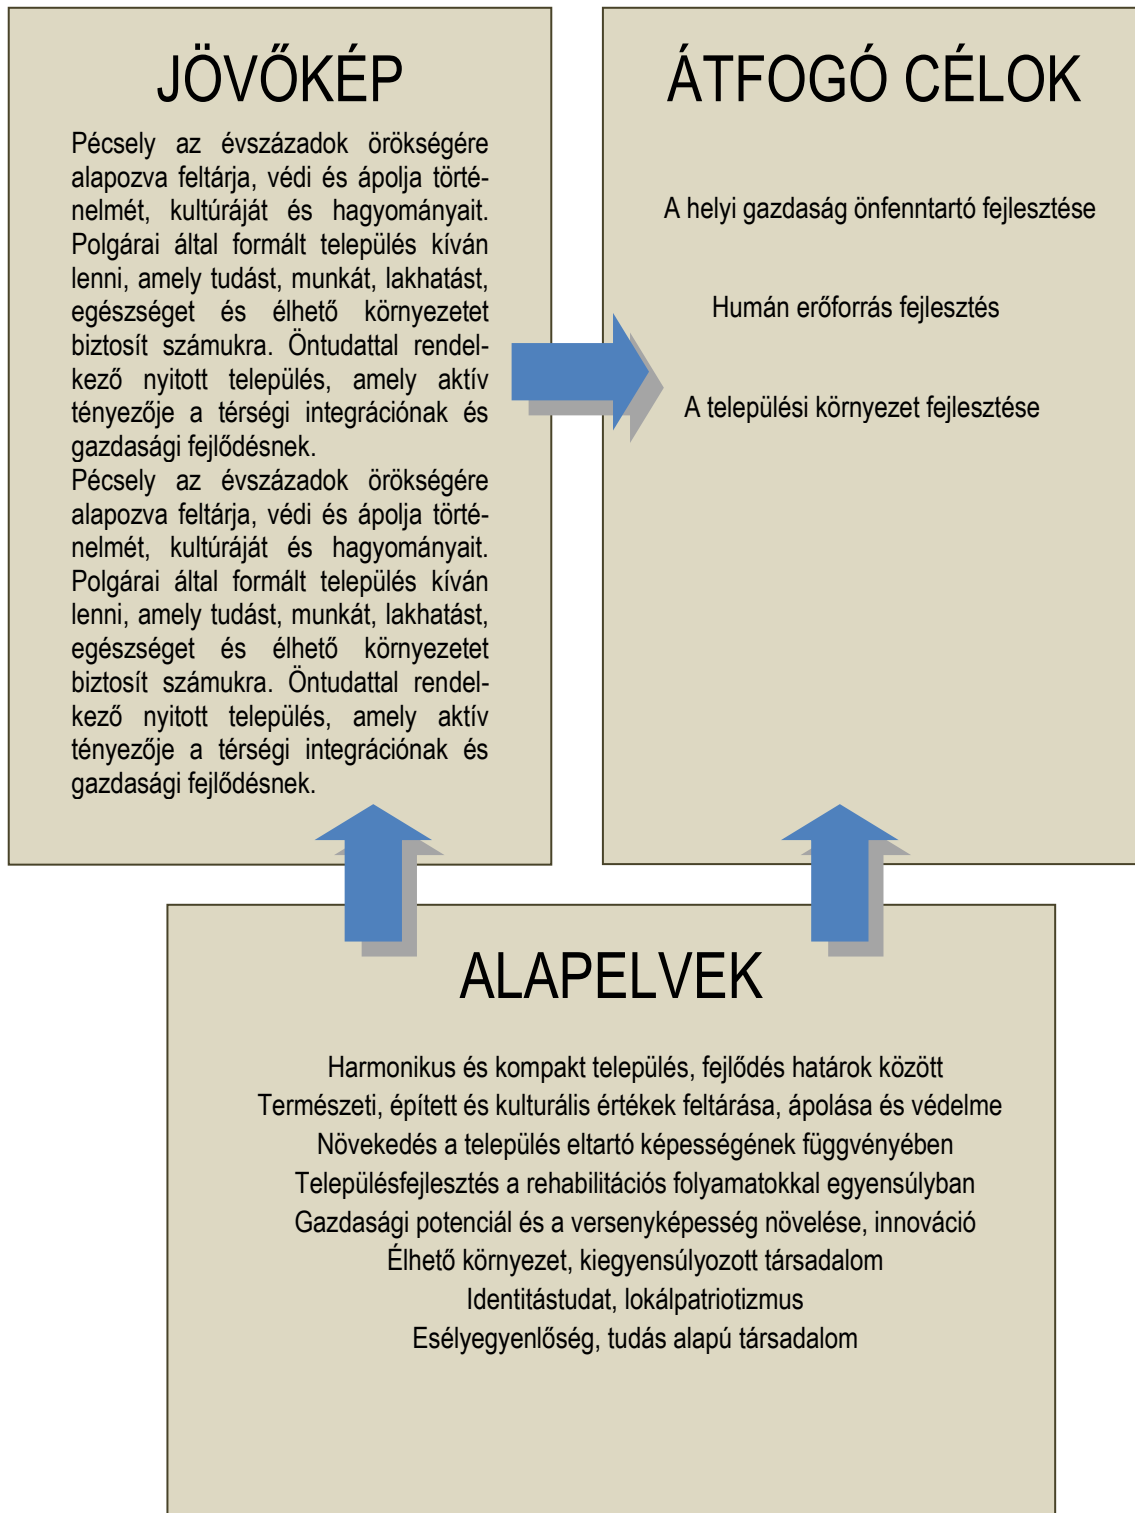 JÖVŐKÉP
Pécsely az évszázadok örökségére
alapozva feltárja, védi és ápolja törté-
nelmét, kultúráját és hagyományait.
Polgárai által formált település kíván
lenni, amely tudást, munkát, lakhatást,
egészséget és élhető környezetet
biztosít számukra. Öntudattal rendel-
kező nyitott település, amely aktív
tényezője a térségi integrációnak és
gazdasági fejlődésnek.
Pécsely az évszázadok örökségére
alapozva feltárja, védi és ápolja törté-
nelmét, kultúráját és hagyományait.
Polgárai által formált település kíván
lenni, amely tudást, munkát, lakhatást,
egészséget és élhető környezetet
biztosít számukra. Öntudattal rendel-
kező nyitott település, amely aktív
tényezője a térségi integrációnak és
gazdasági fejlődésnek.
ÁTFOGÓ CÉLOK
A helyi gazdaság önfenntartó fejlesztése
Humán erőforrás fejlesztés
A települési környezet fejlesztése
ALAPELVEK
Harmonikus és kompakt település, fejlődés határok között
Természeti, épített és kulturális értékek feltárása, ápolása és védelme
Növekedés a település eltartó képességének függvényében
Településfejlesztés a rehabilitációs folyamatokkal egyensúlyban
Gazdasági potenciál és a versenyképesség növelése, innováció
Élhető környezet, kiegyensúlyozott társadalom
Identitástudat, lokálpatriotizmus
Esélyegyenlőség, tudás alapú társadalom